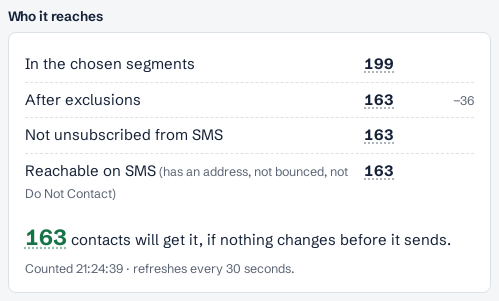 Who it reaches
In the chosen segments 199
After exclusions 163 −36
Not unsubscribed from SMS 163
Reachable on SMS (has an address, not bounced, not 163
Do Not Contact)
163 contacts will get it, if nothing changes before it sends.
Counted 21:24:39 · refreshes every 30 seconds.